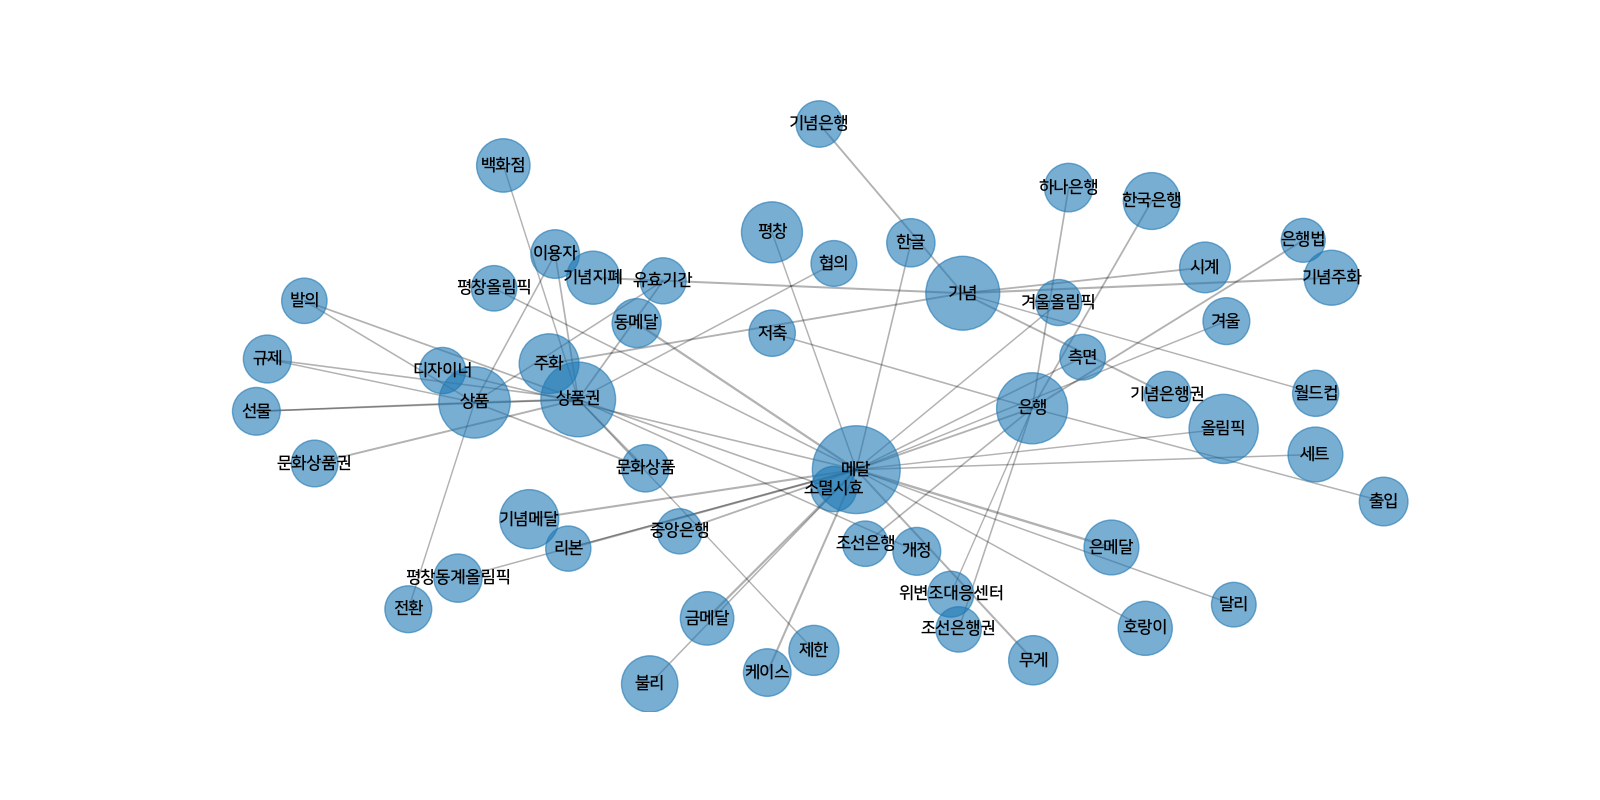 기념은행
백화점
하나은행
한국은행
평창
한글
은행법
이용자
협의
시계
기념지폐
유효기간
기념주화
평창올림픽
기념
발의
겨울올림픽
동메달
저축
겨울
규제
주화
측면
디자이너
상품
상품권
기념은행권
월드컵
선물
은행
올림픽
문화상품권
문화상품
메달
세트
소멸시효
출입
기념메달
중앙은행
리본
조선은행
개정
은메달
평창동계올림픽
위변조대응센터
전환
달리
금메달
조선은행권
호랑이
제한
무게
케이스
불리